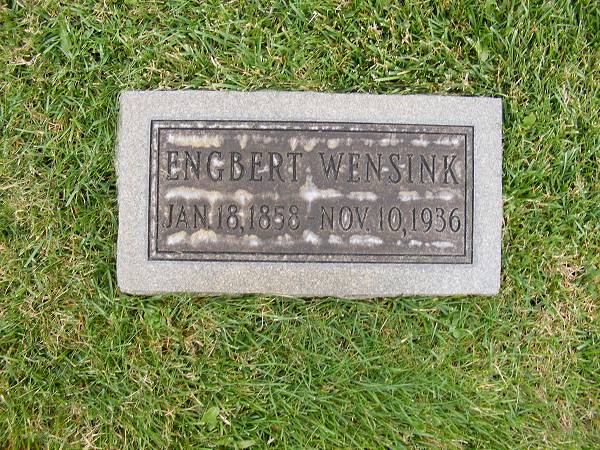 ENGBERT WENSINK
JAN. 18, 1858 - NOV. 10, 1936